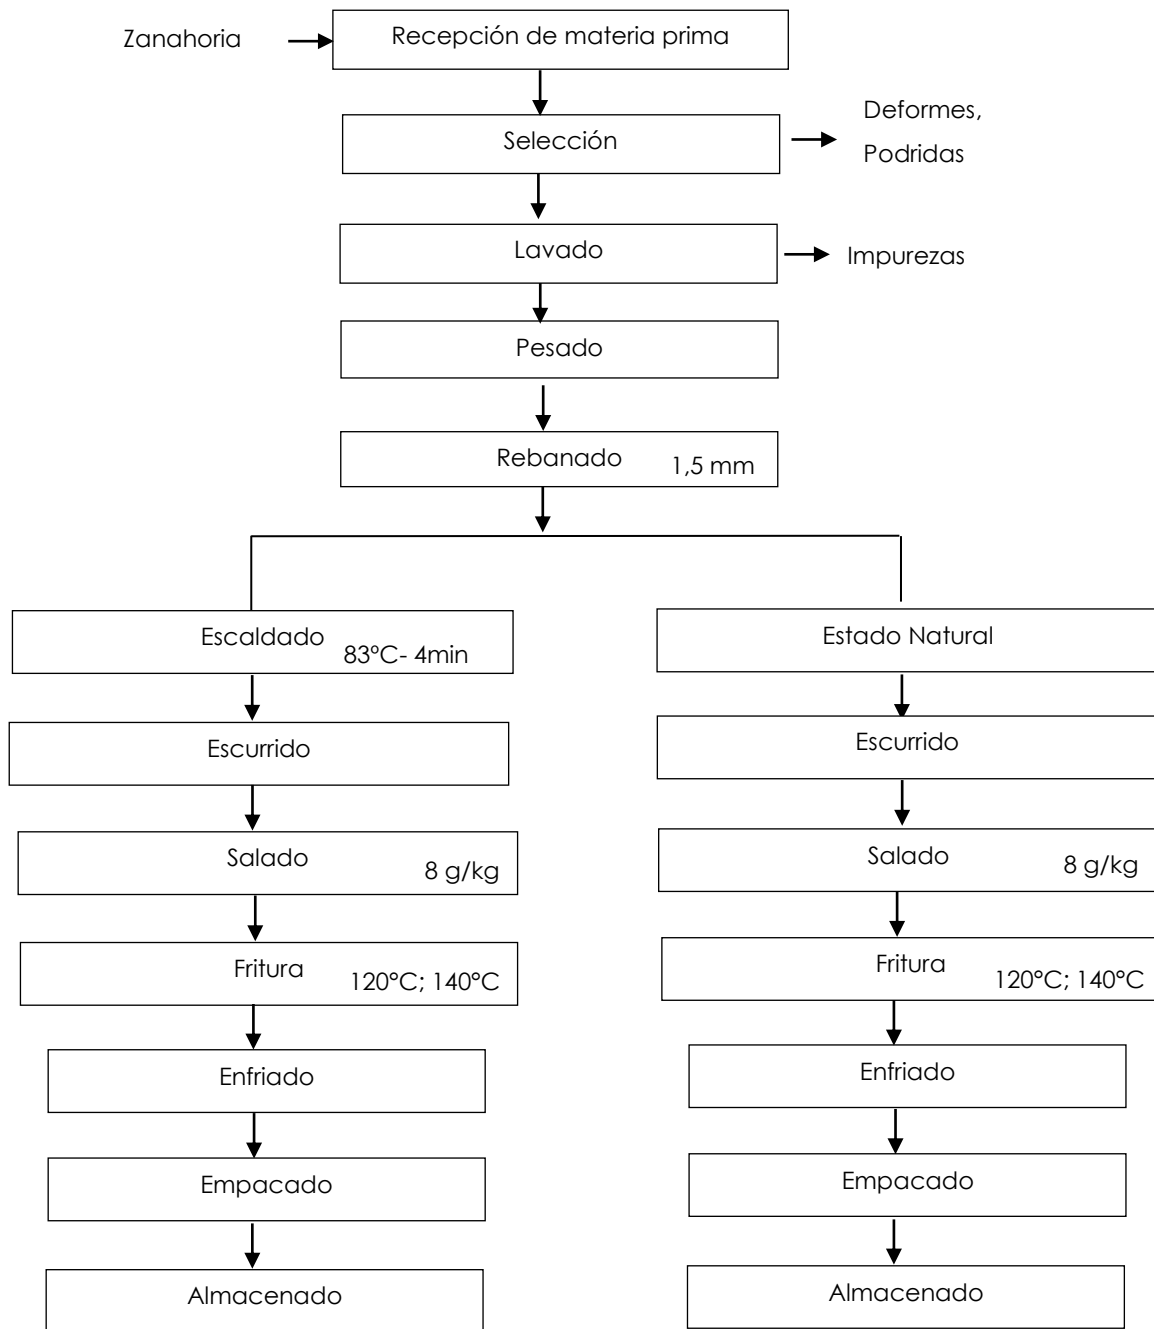 Zanahoria
Recepción de materia prima
Selección
Deformes,
Podridas
Lavado
Impurezas
Pesado
Rebanado
1,5 mm
Escaldado
83°C- 4min
Escurrido
Salado
8 g/kg
Fritura
120°C; 140°C
Enfriado
Empacado
Almacenado
Estado Natural
Escurrido
Salado
8 g/kg
Fritura
120°C; 140°C
Enfriado
Empacado
Almacenado